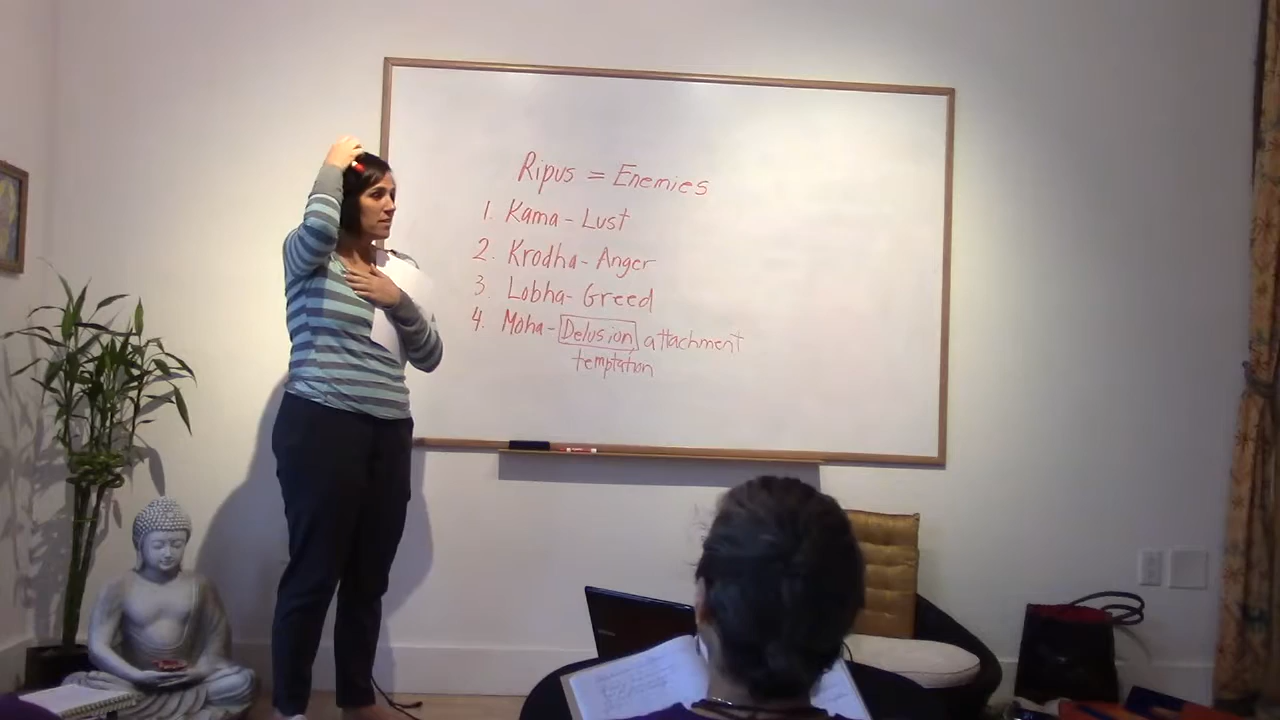 Ripus = Enemies
1. Kama - Lust
2. Krodha - Anger
3. Lobha - Greed
4. Moha - Delusion, attachment
temptation